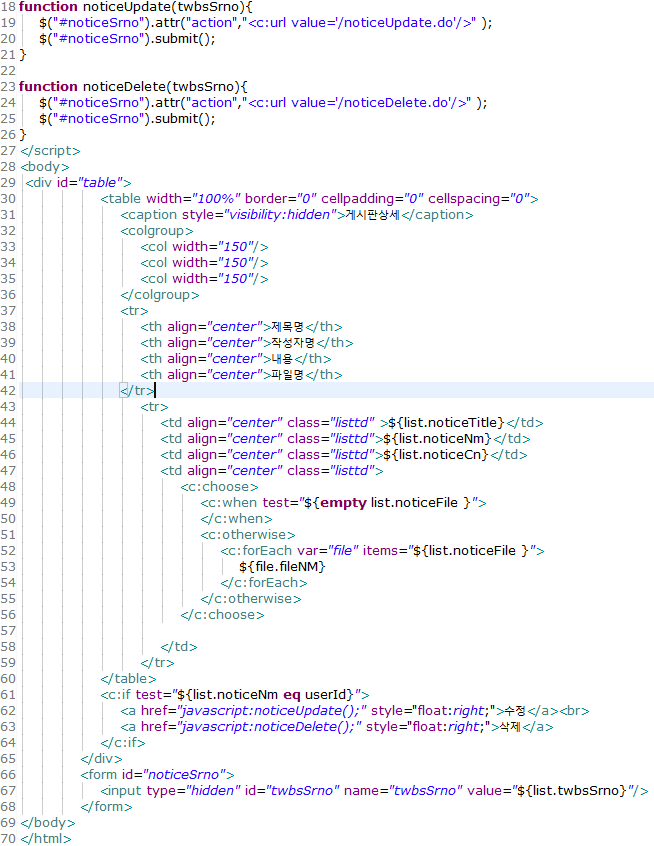 18 function noticeUpdate(twbsSrno){
19 $("#noticeSrno").attr("action","<c:url value='/noticeUpdate.do'/>" );
20 $("#noticeSrno").submit();
21 }
22
23 function noticeDelete(twbsSrno){
24 $("#noticeSrno").attr("action","<c:url value='/noticeDelete.do'/>" );
25 $("#noticeSrno").submit();
26 }
27 </script>
28 <body>
29 <div id="table">
30 <table width="100%" border="0" cellpadding="0" cellspacing="0">
31 <caption style="visibility:hidden">게시판상세</caption>
32 <colgroup>
33 <col width="150"/>
34 <col width="150"/>
35 <col width="150"/>
36 </colgroup>
37 <tr>
38 <th align="center">제목명</th>
39 <th align="center">작성자명</th>
40 <th align="center">내용</th>
41 <th align="center">파일명</th>
42 </tr>
43 <tr>
44 <td align="center" class="listtd" >${list.noticeTitle}</td>
45 <td align="center" class="listtd">${list.noticeNm}</td>
46 <td align="center" class="listtd">${list.noticeCn}</td>
47 <td align="center" class="listtd">
48 <c:choose>
49 <c:when test="${empty list.noticeFile }">
50 </c:when>
51 <c:otherwise>
52 <c:forEach var="file" items="${list.noticeFile }">
53 ${file.fileNM}
54 </c:forEach>
55 </c:otherwise>
56 </c:choose>
57
58 </td>
59 </tr>
60 </table>
61 <c:if test="${list.noticeNm eq userId}">
62 <a href="javascript:noticeUpdate();" style="float:right;">수정</a><br>
63 <a href="javascript:noticeDelete();" style="float:right;">삭제</a>
64 </c:if>
65 </div>
66 <form id="noticeSrno">
67 <input type="hidden" id="twbsSrno" name="twbsSrno" value="${list.twbsSrno}"/>
68 </form>
69 </body>
70 </html>